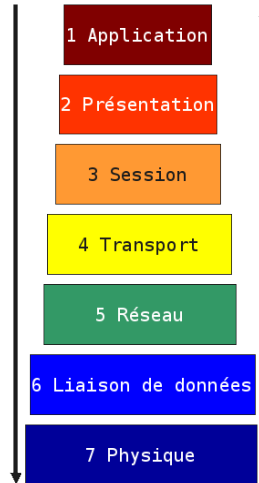 1 Application
2 Présentation
3 Session
4 Transport
5 Réseau
6 Liaison de données
7 Physique